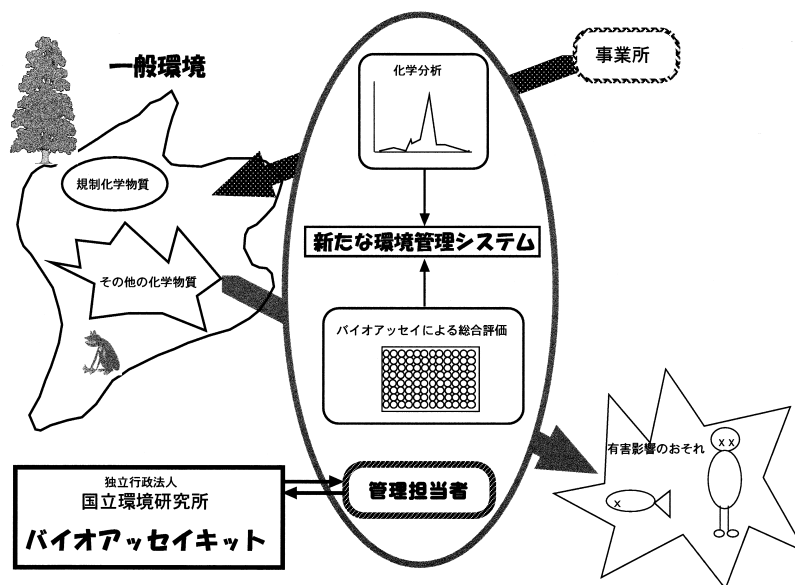 一般環境
化学分析
事業所
規制化学物質
新たな環境管理システム
その他の化学物質
バイオアッセイによる総合評価
有害影響のおそれ
x x
x
独立行政法人
国立環境研究所
バイオアッセイキット
管理担当者